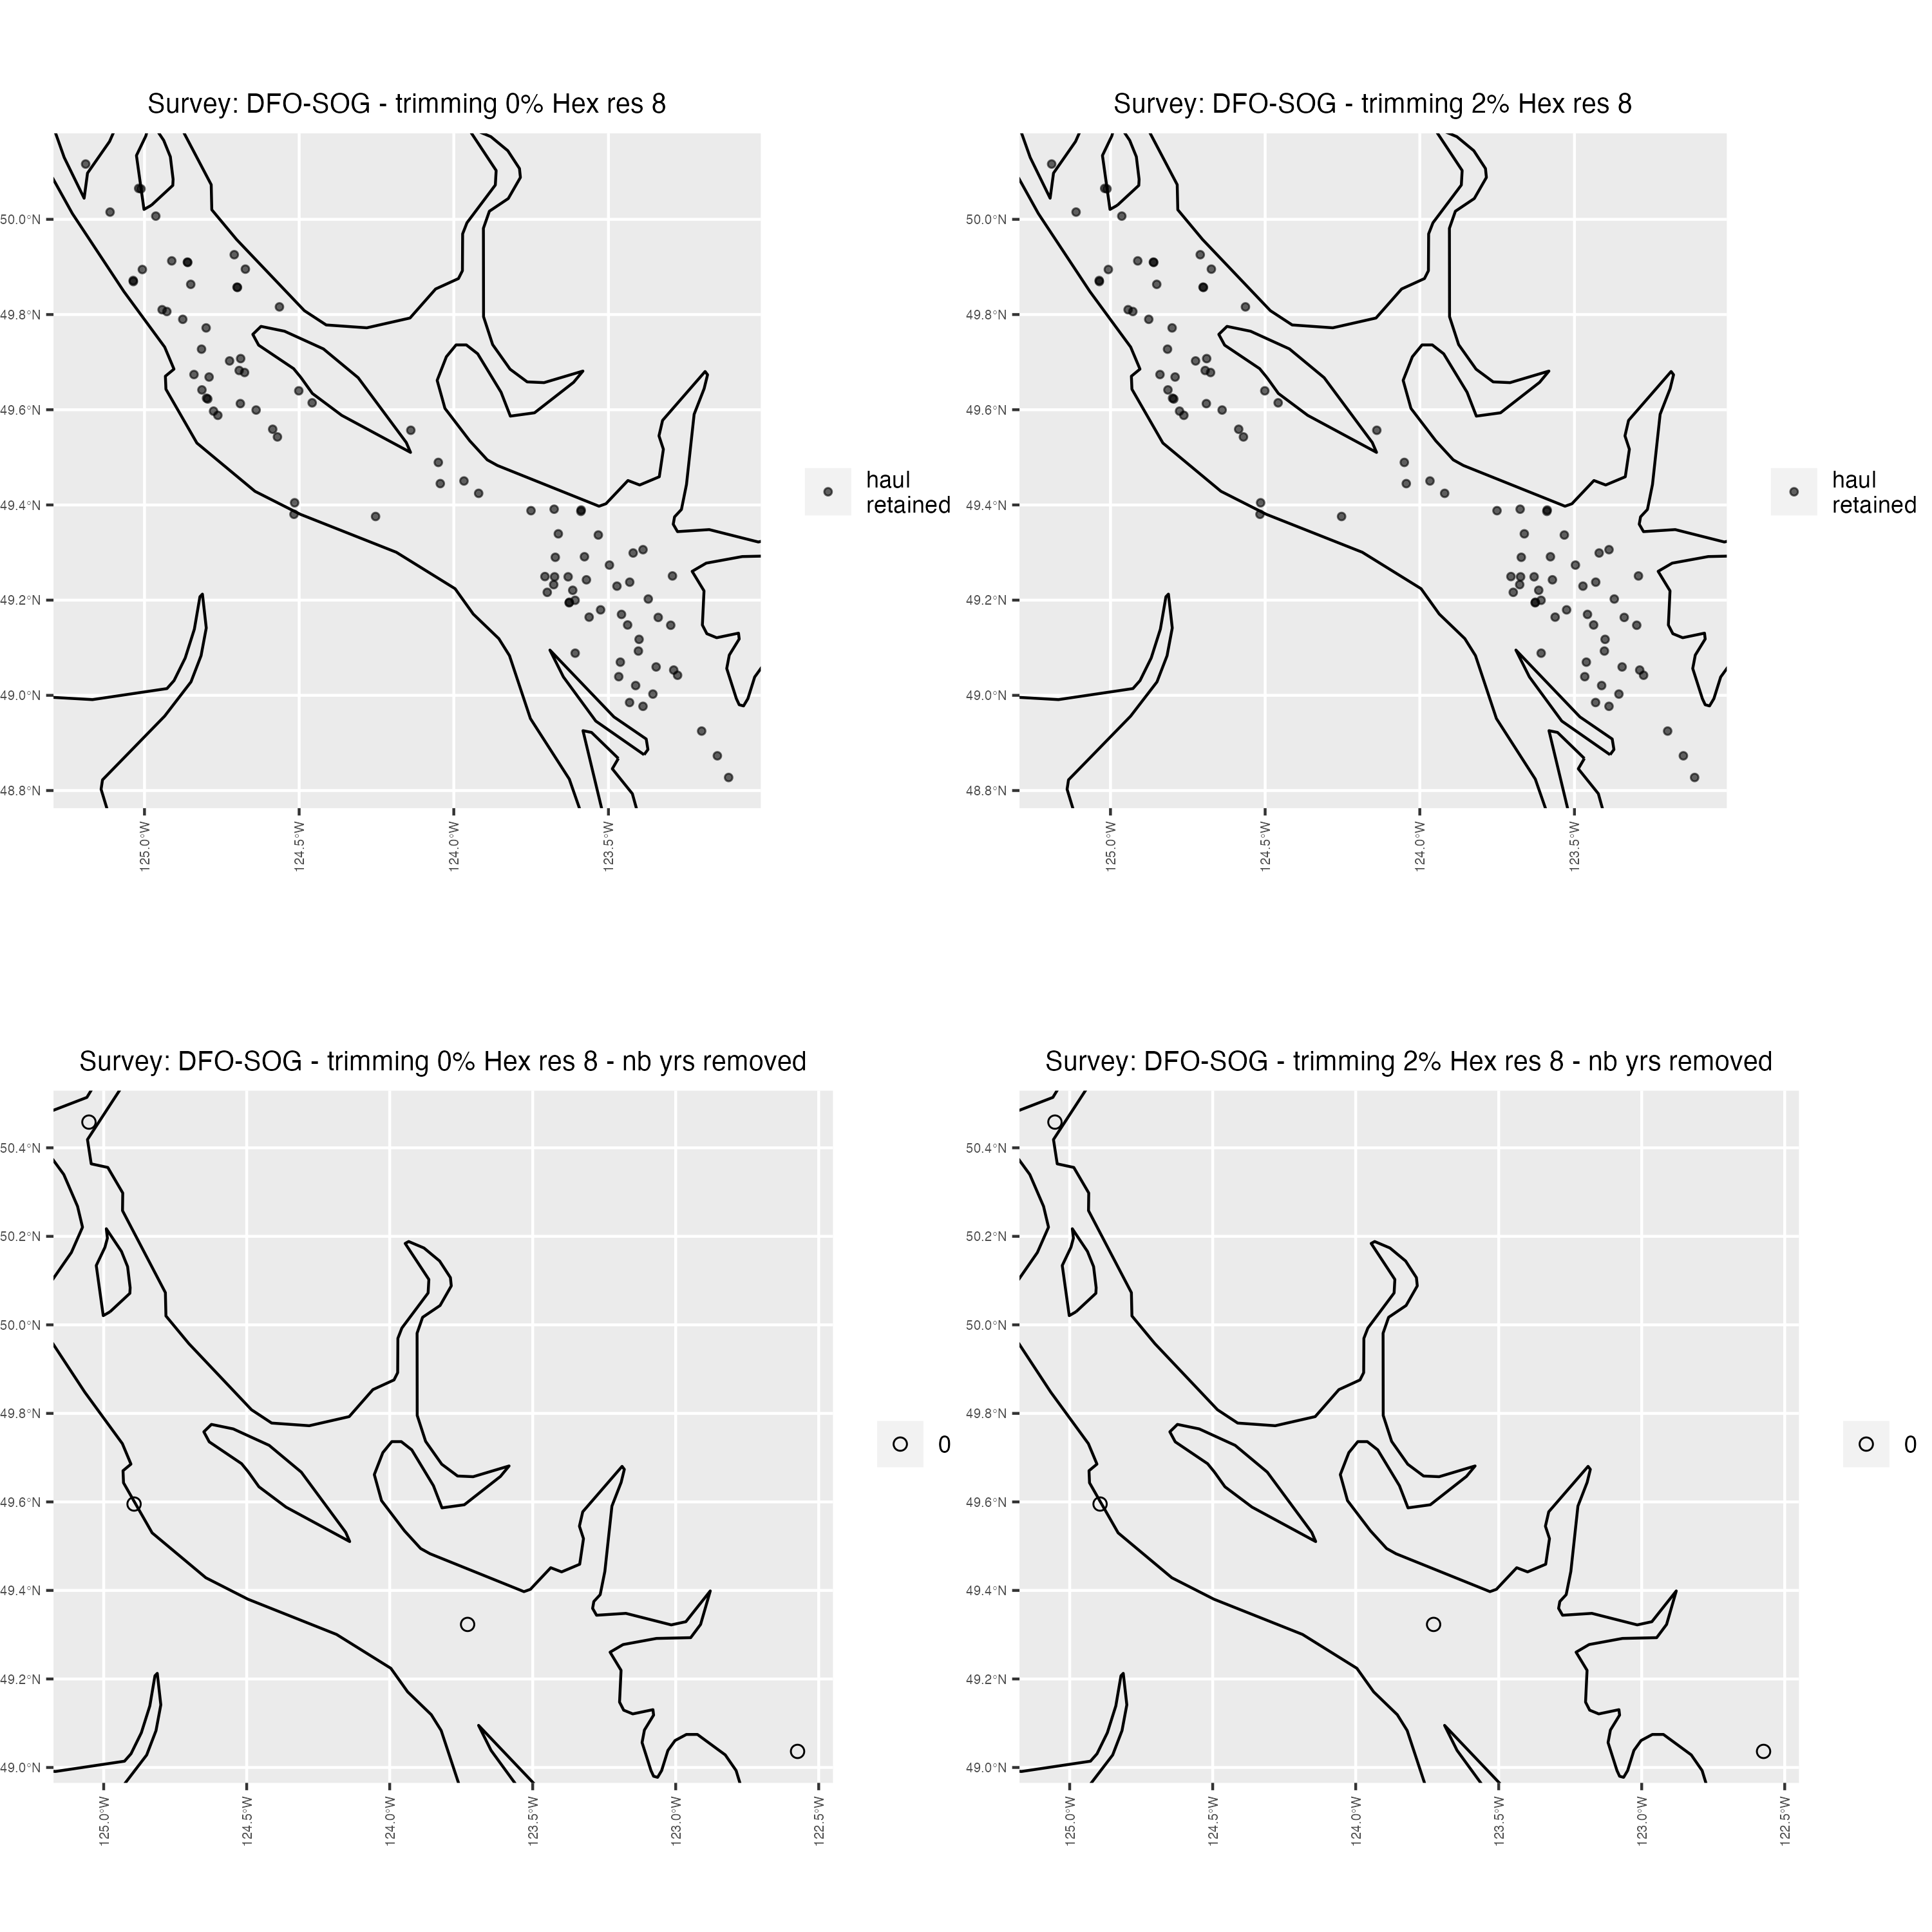 Survey: DFO-SOG - trimming 0% Hex res 8
50.0°N
49.8°N
49.6°N
49.4°N
49.2°N
49.0°N
48.8°N
125.0°W
124.5°W
124.0°W
123.5°W
haul
retained
Survey: DFO-SOG - trimming 2% Hex res 8
50.0°N
49.8°N
49.6°N
49.4°N
49.2°N
49.0°N
48.8°N
125.0°W
124.5°W
124.0°W
123.5°W
haul
retained
Survey: DFO-SOG - trimming 0% Hex res 8 - nb yrs removed
50.4°N
50.2°N
50.0°N
49.8°N
49.6°N
49.4°N
49.2°N
49.0°N
125.0°W
124.5°W
124.0°W
123.5°W
123.0°W
122.5°W
0
Survey: DFO-SOG - trimming 2% Hex res 8 - nb yrs removed
50.4°N
50.2°N
50.0°N
49.8°N
49.6°N
49.4°N
49.2°N
49.0°N
125.0°W
124.5°W
124.0°W
123.5°W
123.0°W
122.5°W
0